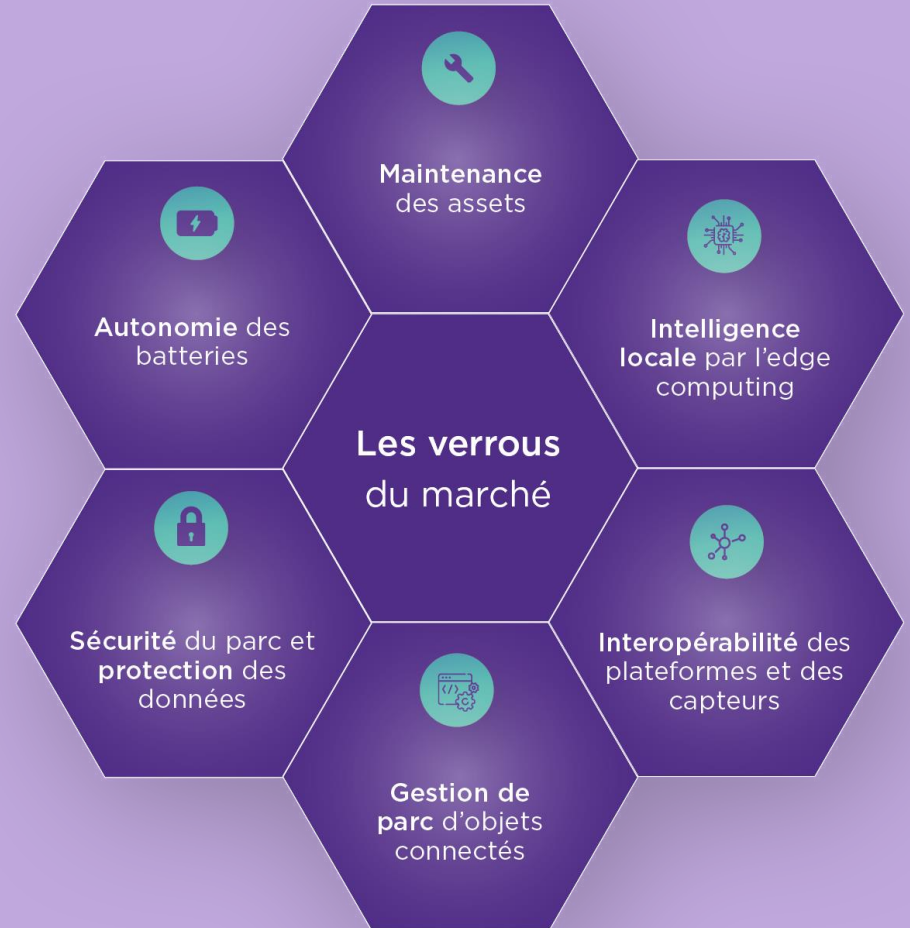 Maintenance
des assets
Autonomie des
batteries
Intelligence
locale par l’edge
computing
Les verrous
du marché
Sécurité du parc et
protection des
données
Interopérabilité des
plateformes et des
capteurs
Gestion de
parc d’objets
connectés